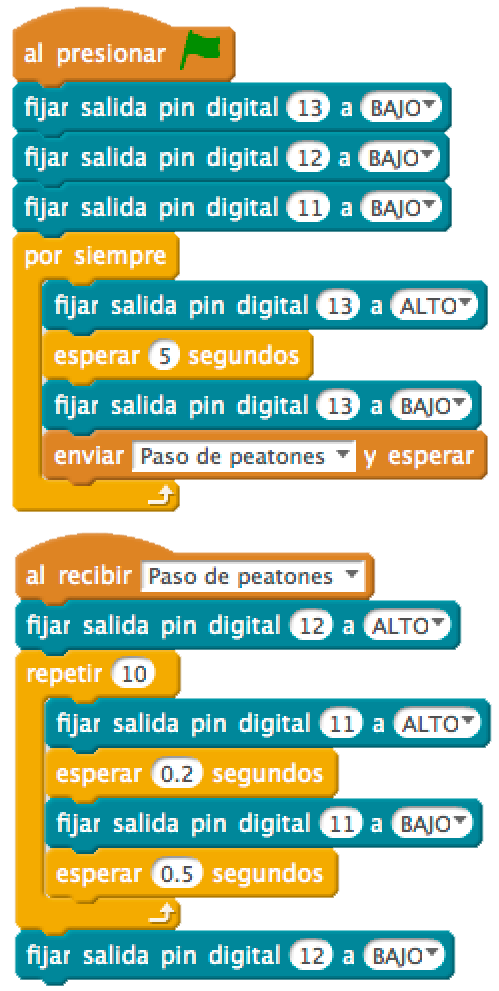 al presionar
fijar salida pin digital 13 a BAJO
fijar salida pin digital 12 a BAJO
fijar salida pin digital 11 a BAJO
por siempre
fijar salida pin digital 13 a ALTO
esperar 5 segundos
fijar salida pin digital 13 a BAJO
enviar Paso de peatones y esperar
al recibir Paso de peatones
fijar salida pin digital 12 a ALTO
repetir 10
fijar salida pin digital 11 a ALTO
esperar 0.2 segundos
fijar salida pin digital 11 a BAJO
esperar 0.5 segundos
fijar salida pin digital 12 a BAJO